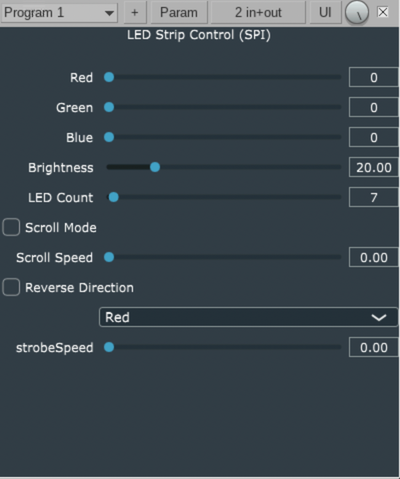 Program 1 + Param 2 in+out UI
LED Strip Control (SPI)
Red 0
Green 0
Blue 0
Brightness 20.00
LED Count 7
Scroll Mode
Scroll Speed 0.00
Reverse Direction
Red
strobeSpeed 0.00